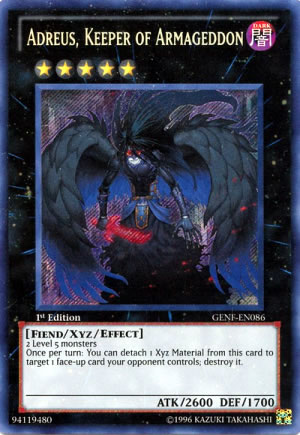 ADREUS, KEEPER OF ARMAGEDDON
DARK
闇
1st Edition
GENF-EN086
[FIEND/XYZ/EFFECT]
2 Level 5 monsters
Once per turn: You can detach 1 Xyz Material from this card to
target 1 face-up card your opponent controls; destroy it.
ATK/2600 DEF/1700
94119480
©1996 KAZUKI TAKAHASHI